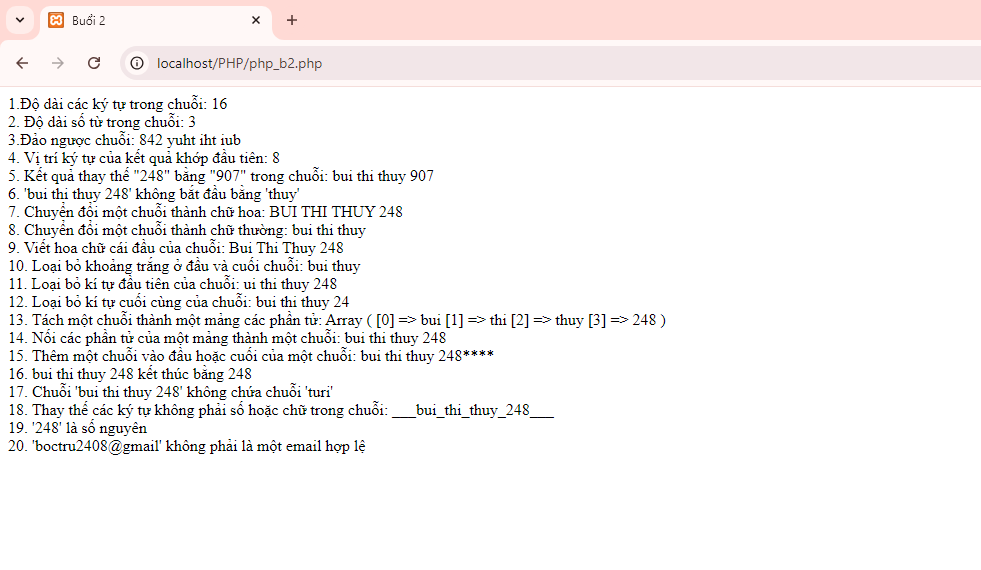 Buổi 2
localhost/PHP/php_b2.php
1.Độ dài các ký tự trong chuỗi: 16
2. Độ dài số từ trong chuỗi: 3
3.Đảo ngược chuỗi: 842 yuht iht iub
4. Vị trí ký tự của kết quả khớp đầu tiên: 8
5. Kết quả thay thế "248" bằng "907" trong chuỗi: bui thi thuy 907
6. 'bui thi thuy 248' không bắt đầu bằng 'thuy'
7. Chuyển đổi một chuỗi thành chữ hoa: BUI THI THUY 248
8. Chuyển đổi một chuỗi thành chữ thường: bui thi thuy
9. Viết hoa chữ cái đầu của chuỗi: Bui Thi Thuy 248
10. Loại bỏ khoảng trắng ở đầu và cuối chuỗi: bui thuy
11. Loại bỏ kí tự đầu tiên của chuỗi: ui thi thuy 248
12. Loại bỏ kí tự cuối cùng của chuỗi: bui thi thuy 24
13. Tách một chuỗi thành một mảng các phần tử: Array ( [0] => bui [1] => thi [2] => thuy [3] => 248 )
14. Nối các phần tử của một mảng thành một chuỗi: bui thi thuy 248
15. Thêm một chuỗi vào đầu hoặc cuối của một chuỗi: bui thi thuy 248****
16. bui thi thuy 248 kết thúc bằng 248
17. Chuỗi 'bui thi thuy 248' không chứa chuỗi 'turi'
18. Thay thế các ký tự không phải số hoặc chữ trong chuỗi: ___bui_thi_thuy_248___
19. '248' là số nguyên
20. 'boctru2408@gmail' không phải là một email hợp lệ